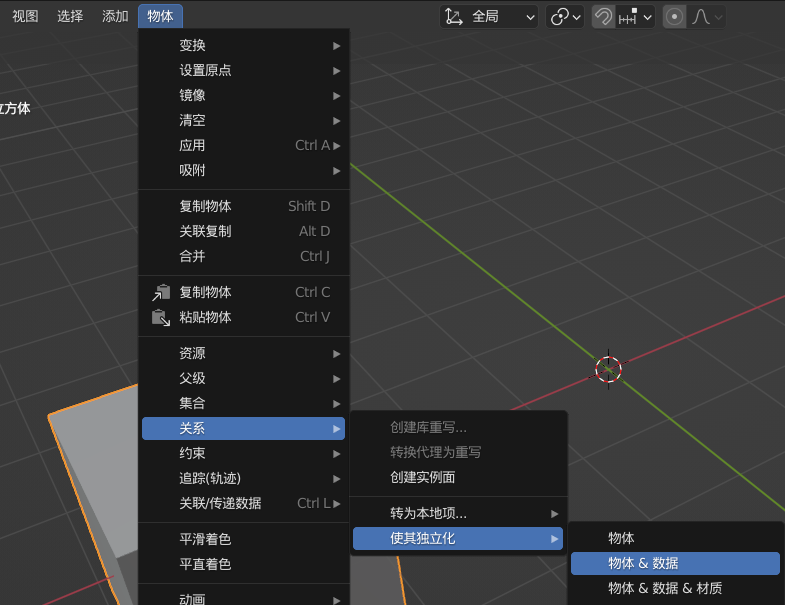 视图 选择 添加 物体 全局
立方体
变换
设置原点
镜像
清空
应用 Ctrl A
吸附
复制物体 Shift D
关联复制 Alt D
合并 Ctrl J
复制物体 Ctrl C
粘贴物体 Ctrl V
资源
父级
集合
关系
约束
追踪(轨迹)
关联/传递数据 Ctrl L
平滑着色
平直着色
动画
创建库重写...
转换代理为重写
创建实例面
转为本地项...
使其独立化
物体
物体 & 数据
物体 & 数据 & 材质